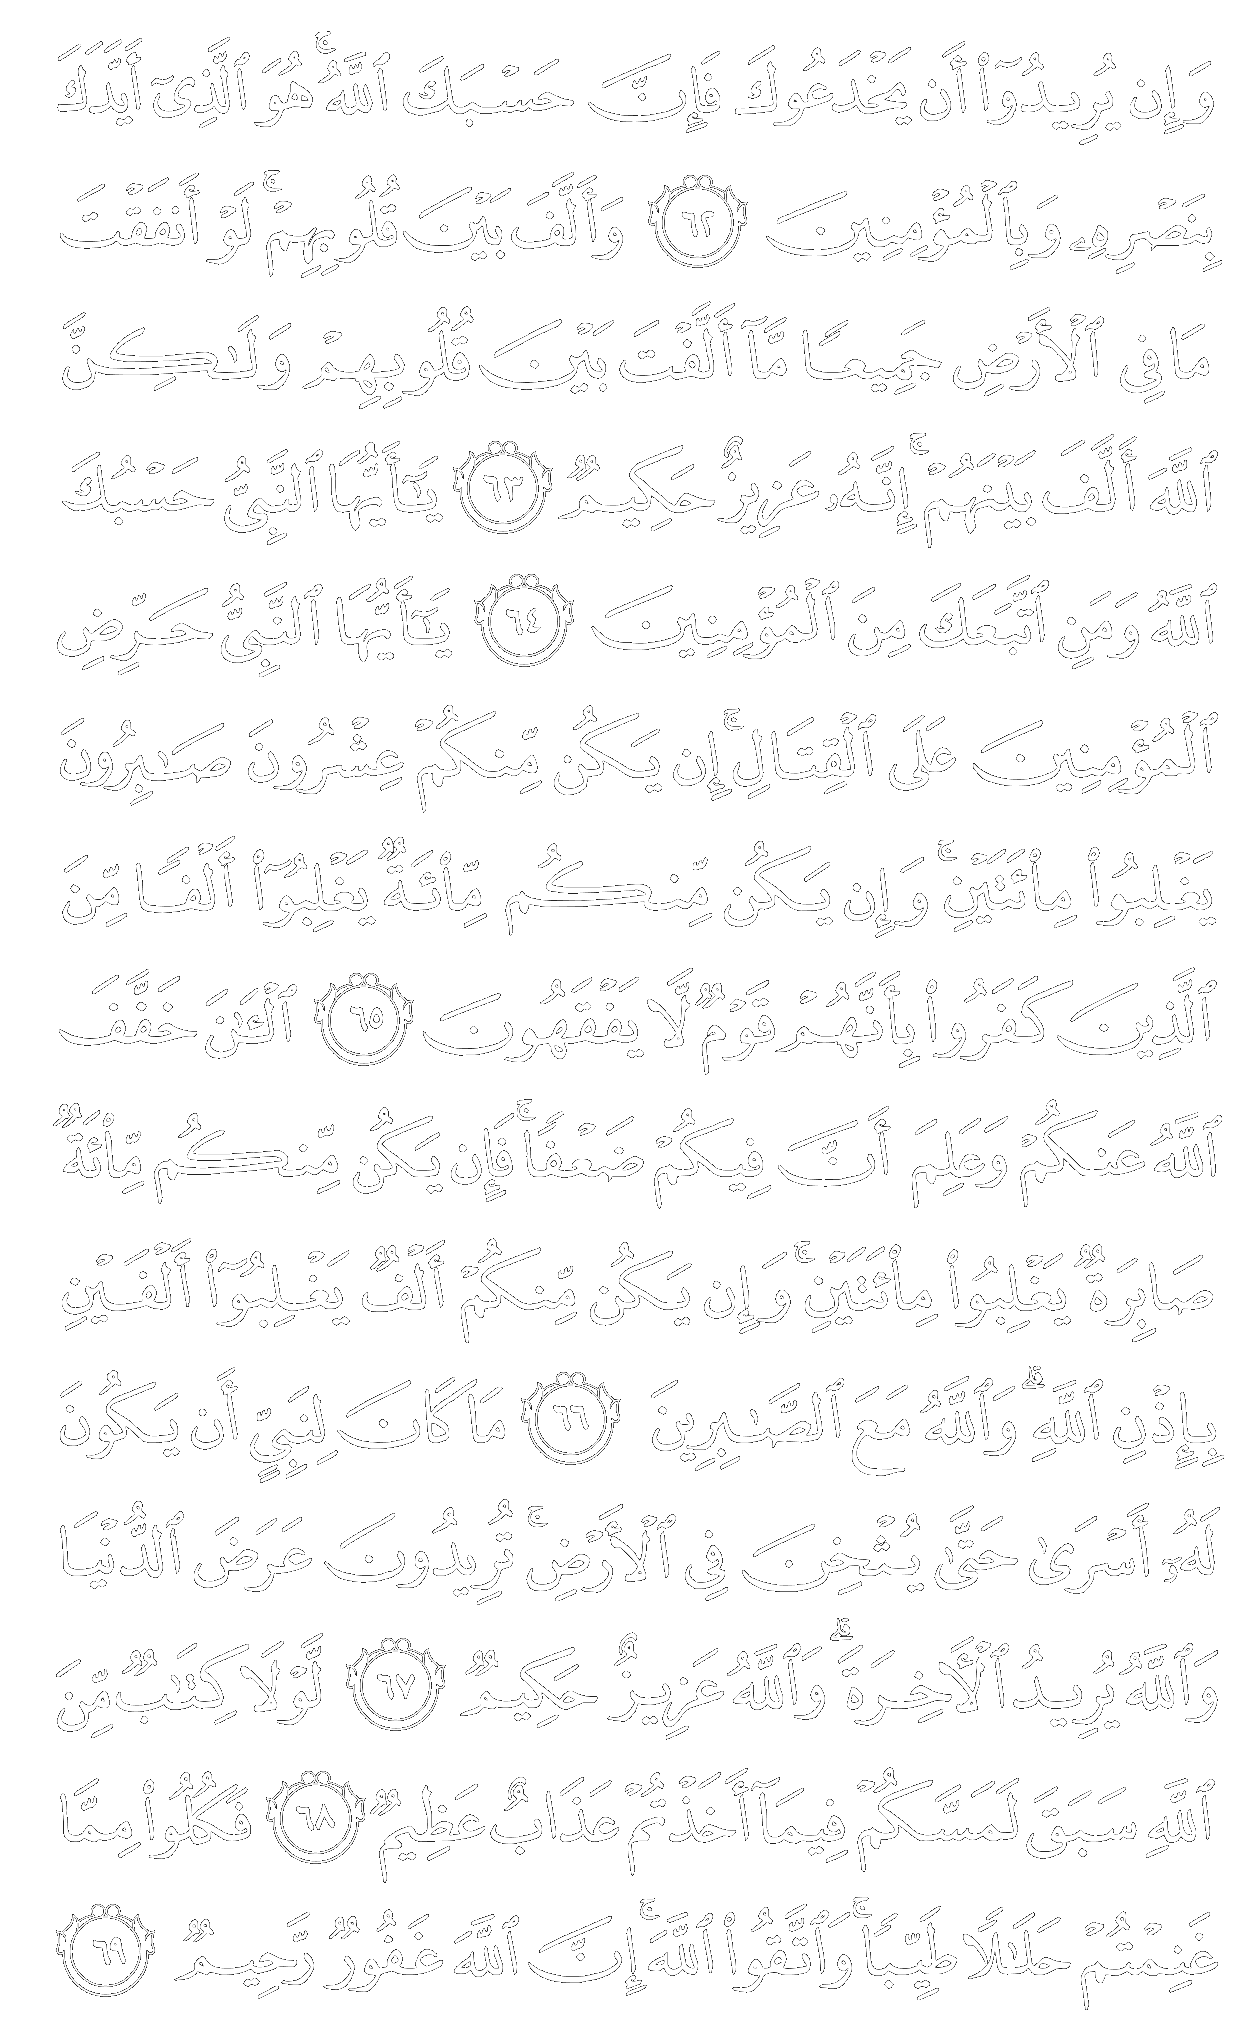 وَإِن يُرِيدُوٓا۟ أَن يَخْدَعُوكَ فَإِنَّ حَسْبَكَ ٱللَّهُ ۚ هُوَ ٱلَّذِىٓ أَيَّدَكَ
بِنَصْرِهِۦ وَبِٱلْمُؤْمِنِينَ ٦٢ وَأَلَّفَ بَيْنَ قُلُوبِهِمْ ۚ لَوْ أَنفَقْتَ
مَا فِى ٱلْأَرْضِ جَمِيعًا مَّآ أَلَّفْتَ بَيْنَ قُلُوبِهِمْ وَلَـٰكِنَّ
ٱللَّهَ أَلَّفَ بَيْنَهُمْ ۚ إِنَّهُۥ عَزِيزٌ حَكِيمٌ ٦٣ يَـٰٓأَيُّهَا ٱلنَّبِىُّ حَسْبُكَ
ٱللَّهُ وَمَنِ ٱتَّبَعَكَ مِنَ ٱلْمُؤْمِنِينَ ٦٤ يَـٰٓأَيُّهَا ٱلنَّبِىُّ حَرِّضِ
ٱلْمُؤْمِنِينَ عَلَى ٱلْقِتَالِ ۚ إِن يَكُن مِّنكُمْ عِشْرُونَ صَـٰبِرُونَ
يَغْلِبُوا۟ مِا۟ئَتَيْنِ ۚ وَإِن يَكُن مِّنكُم مِّا۟ئَةٌ يَغْلِبُوٓا۟ أَلْفًا مِّنَ
ٱلَّذِينَ كَفَرُوا۟ بِأَنَّهُمْ قَوْمٌ لَّا يَفْقَهُونَ ٦٥ ٱلْـَٔـٰنَ خَفَّفَ
ٱللَّهُ عَنكُمْ وَعَلِمَ أَنَّ فِيكُمْ ضَعْفًا ۚ فَإِن يَكُن مِّنكُم مِّا۟ئَةٌ
صَابِرَةٌ يَغْلِبُوا۟ مِا۟ئَتَيْنِ ۚ وَإِن يَكُن مِّنكُمْ أَلْفٌ يَغْلِبُوٓا۟ أَلْفَيْنِ
بِإِذْنِ ٱللَّهِ ۗ وَٱللَّهُ مَعَ ٱلصَّـٰبِرِينَ ٦٦ مَا كَانَ لِنَبِىٍّ أَن يَكُونَ
لَهُۥٓ أَسْرَىٰ حَتَّىٰ يُثْخِنَ فِى ٱلْأَرْضِ ۚ تُرِيدُونَ عَرَضَ ٱلدُّنْيَا
وَٱللَّهُ يُرِيدُ ٱلْـَٔاخِرَةَ ۗ وَٱللَّهُ عَزِيزٌ حَكِيمٌ ٦٧ لَّوْلَا كِتَـٰبٌ مِّنَ
ٱللَّهِ سَبَقَ لَمَسَّكُمْ فِيمَآ أَخَذْتُمْ عَذَابٌ عَظِيمٌ ٦٨ فَكُلُوا۟ مِمَّا
غَنِمْتُمْ حَلَـٰلًا طَيِّبًا ۚ وَٱتَّقُوا۟ ٱللَّهَ ۚ إِنَّ ٱللَّهَ غَفُورٌ رَّحِيمٌ ٦٩